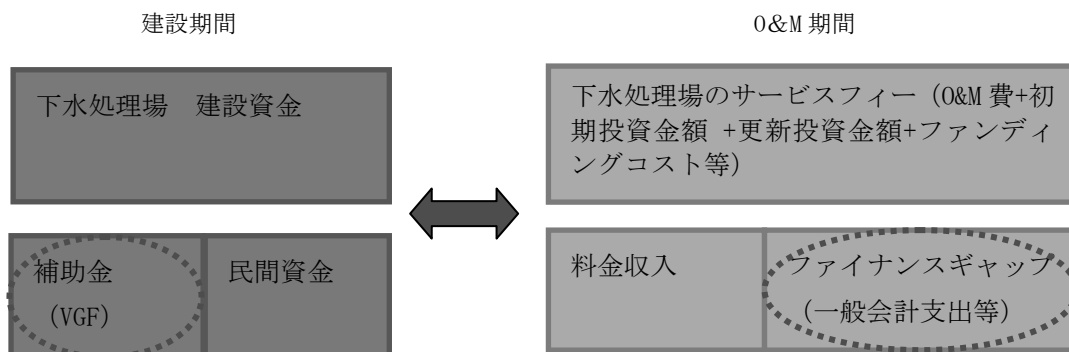 建設期間
O&M 期間
下水処理場　建設資金
下水処理場のサービスフィー（O&M 費+初
期投資金額 +更新投資金額+ファンディ
ングコスト等）
補助金
（VGF）
民間資金
料金収入
ファイナンスギャップ
（一般会計支出等）